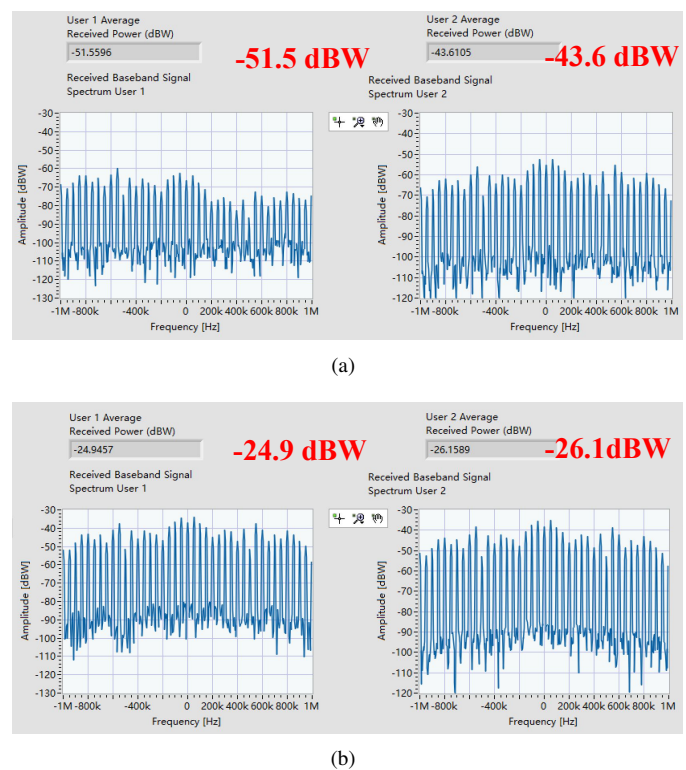 User 1 Average
Received Power (dBW)
-51.5596
-51.5 dBW
Received Baseband Signal
Spectrum User 1
-30
-40
-50
-60
-70
-80
-90
-100
-110
-120
-130
Amplitude [dBW]
-1M -800k -400k 0 200k 400k 600k 800k 1M
Frequency [Hz]
User 2 Average
Received Power (dBW)
-43.6105
-43.6 dBW
Received Baseband Signal
Spectrum User 2
-30
-40
-50
-60
-70
-80
-90
-100
-110
-120
Amplitude [dBW]
-1M -800k -400k 0 200k 400k 600k 800k 1M
Frequency [Hz]
(a)
User 1 Average
Received Power (dBW)
-24.9457
-24.9 dBW
Received Baseband Signal
Spectrum User 1
-30
-40
-50
-60
-70
-80
-90
-100
-110
-120
-130
Amplitude [dBW]
-1M -800k -400k 0 200k 400k 600k 800k 1M
Frequency [Hz]
User 2 Average
Received Power (dBW)
-26.1589
-26.1dBW
Received Baseband Signal
Spectrum User 2
-30
-40
-50
-60
-70
-80
-90
-100
-110
-120
Amplitude [dBW]
-1M -800k -400k 0 200k 400k 600k 800k 1M
Frequency [Hz]
(b)